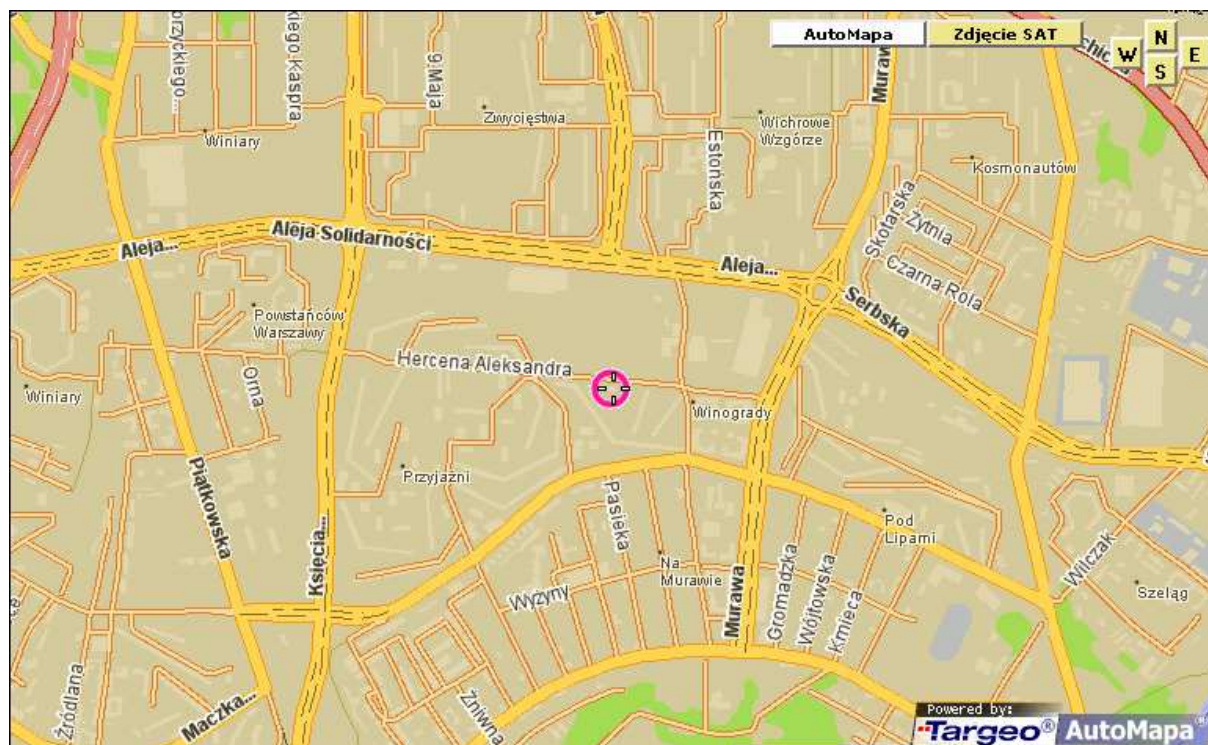 AutoMapa
Zdjęcie SAT
N
W
E
S
9 Maja
Zwycięstwa
Winiary
Estońska
Wichrowe
Wzgórze
Kosmonautów
Skotarska
Żytnia
Czarna Rola
Aleja...
Aleja Solidarności
Aleja...
Serbska
Powstańców
Warszawy
Hercena Aleksandra
Orna
Winiary
Winogrady
Przyjaźni
Piątkowska
Pasieka
Pod
Lipami
Księcia...
Na
Murawie
Wyżyny
Murawa
Gromadzka
Wójtowska
Kmieca
Wilczak
Szeląg
Źródlana
Maczka...
Żniwna
Powered by:
Targeo®
AutoMapa®